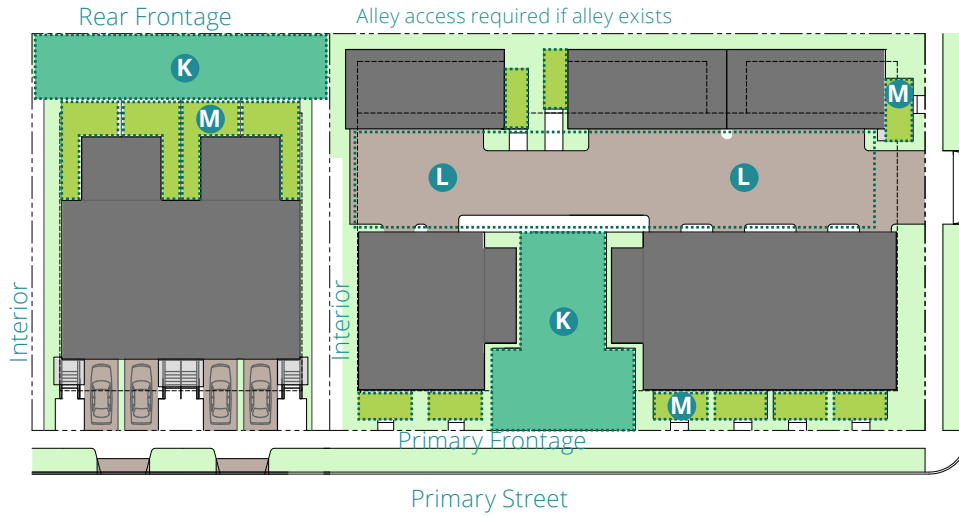 Rear Frontage
Alley access required if alley exists
K
M
M
L
L
Interior
Interior
K
M
Primary Frontage
Primary Street